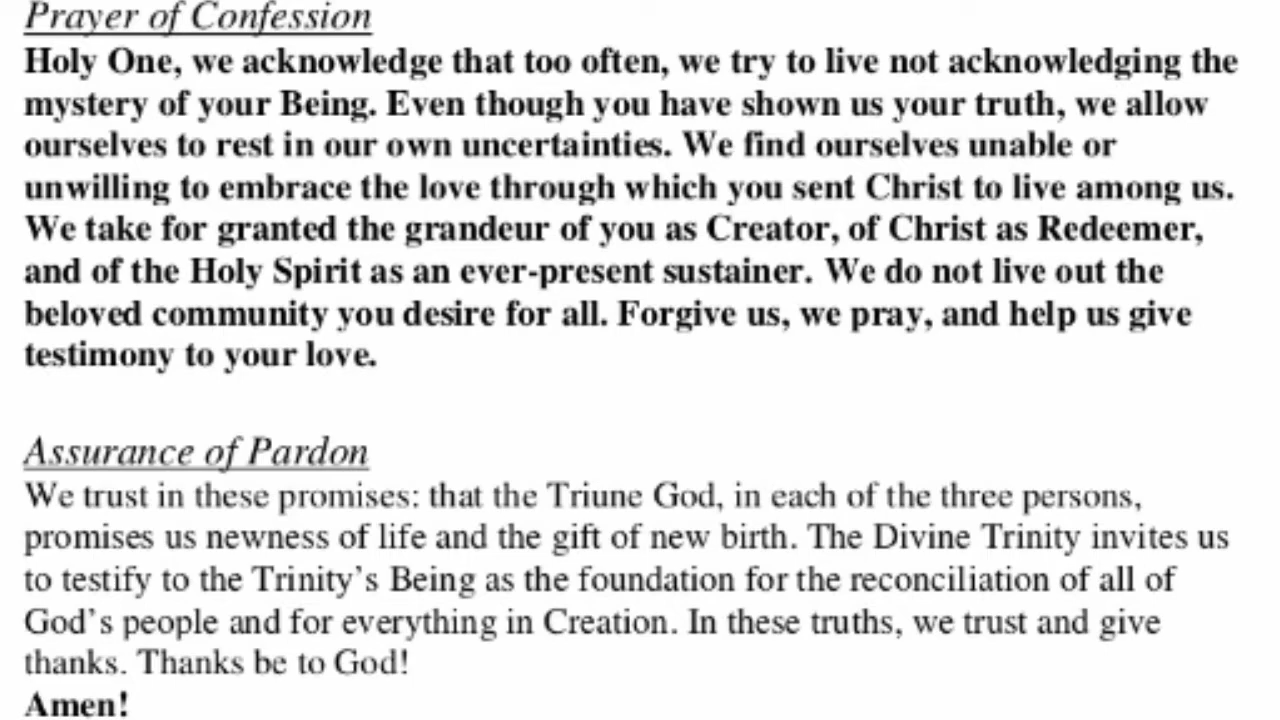 Prayer of Confession
Holy One, we acknowledge that too often, we try to live not acknowledging the
mystery of your Being. Even though you have shown us your truth, we allow
ourselves to rest in our own uncertainties. We find ourselves unable or
unwilling to embrace the love through which you sent Christ to live among us.
We take for granted the grandeur of you as Creator, of Christ as Redeemer,
and of the Holy Spirit as an ever-present sustainer. We do not live out the
beloved community you desire for all. Forgive us, we pray, and help us give
testimony to your love.
Assurance of Pardon
We trust in these promises: that the Triune God, in each of the three persons,
promises us newness of life and the gift of new birth. The Divine Trinity invites us
to testify to the Trinity’s Being as the foundation for the reconciliation of all of
God’s people and for everything in Creation. In these truths, we trust and give
thanks. Thanks be to God!
Amen!